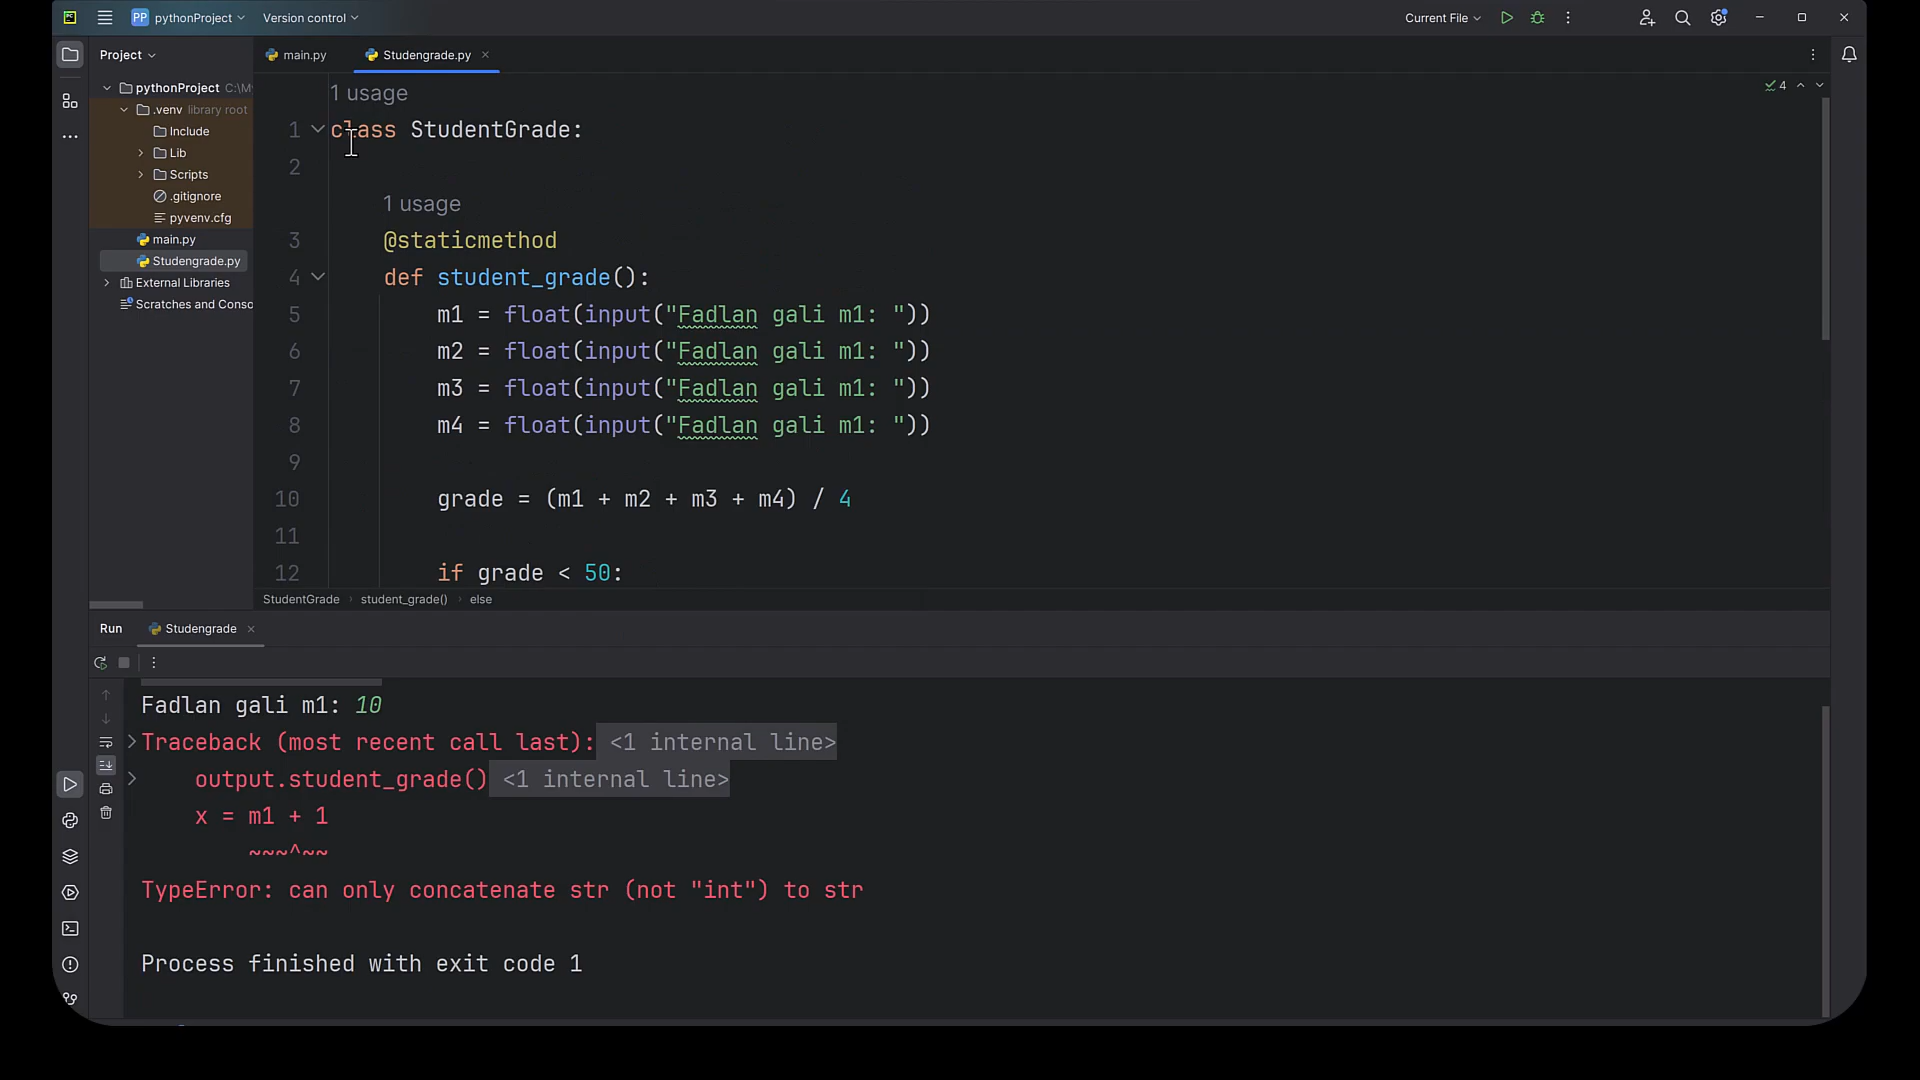 PP pythonProject Version control Current File
Project
main.py Studengrade.py
pythonProject C:\My
.venv library root
Include
Lib
Scripts
.gitignore
pyvenv.cfg
main.py
Studengrade.py
External Libraries
Scratches and Conso
1 usage
1 class StudentGrade:
2
1 usage
3 @staticmethod
4 def student_grade():
5 m1 = float(input("Fadlan gali m1: "))
6 m2 = float(input("Fadlan gali m1: "))
7 m3 = float(input("Fadlan gali m1: "))
8 m4 = float(input("Fadlan gali m1: "))
9
10 grade = (m1 + m2 + m3 + m4) / 4
11
12 if grade < 50:
4
StudentGrade › student_grade() › else
Run Studengrade
Fadlan gali m1: 10
Traceback (most recent call last): <1 internal line>
output.student_grade() <1 internal line>
x = m1 + 1
~~~^~~
TypeError: can only concatenate str (not "int") to str
Process finished with exit code 1